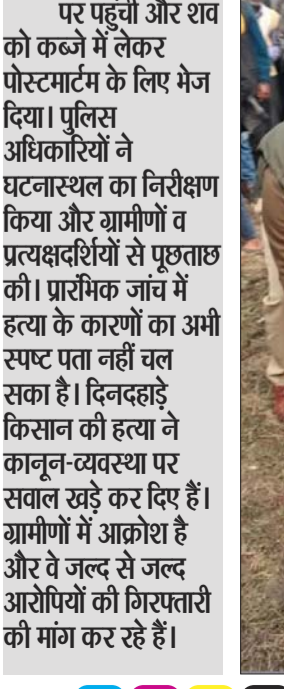 पर पहुंची और शव
को कब्जे में लेकर
पोस्टमार्टम के लिए भेज
दिया। पुलिस
अधिकारियों ने
घटनास्थल का निरीक्षण
किया और ग्रामीणों व
प्रत्यक्षदर्शियों से पूछताछ
की। प्रारंभिक जांच में
हत्या के कारणों का अभी
स्पष्ट पता नहीं चल
सका है। दिनदहाड़े
किसान की हत्या ने
कानून-व्यवस्था पर
सवाल खड़े कर दिए हैं।
ग्रामीणों में आक्रोश है
और वे जल्द से जल्द
आरोपियों की गिरफ्तारी
की मांग कर रहे हैं।